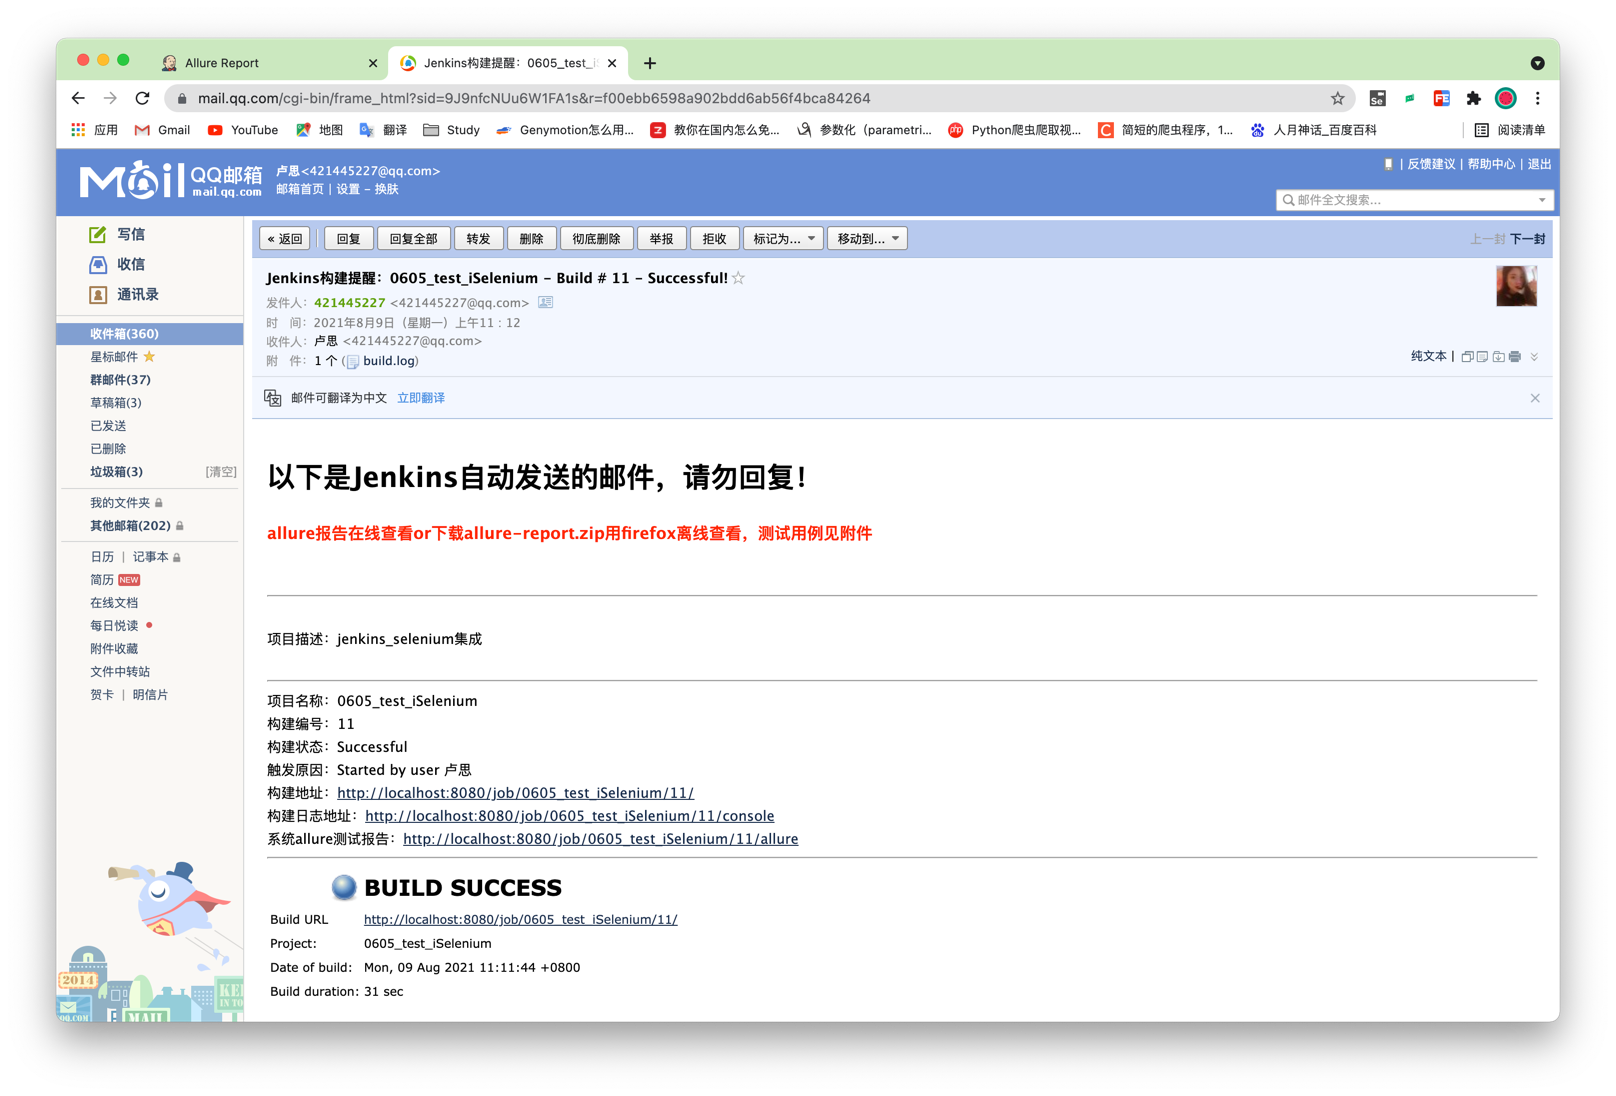 Allure Report
Jenkins构建提醒：0605_test_i
mail.qq.com/cgi-bin/frame_html?sid=9J9nfcNUu6W1FA1s&r=f00ebb6598a902bdd6ab56f4bca84264
应用 Gmail YouTube 地图 翻译 Study Genymotion怎么用... 教你在国内怎么免... 参数化（parametri... Python爬虫爬取视... 简短的爬虫程序，1... 人月神话_百度百科 阅读清单
Mail QQ邮箱 mail.qq.com
卢思<421445227@qq.com>
邮箱首页 | 设置 - 换肤
| 反馈建议 | 帮助中心 | 退出
邮件全文搜索...
写信
收信
通讯录
收件箱(360)
星标邮件
群邮件(37)
草稿箱(3)
已发送
已删除
垃圾箱(3) [清空]
我的文件夹
其他邮箱(202)
日历 | 记事本
简历 NEW
在线文档
每日悦读
附件收藏
文件中转站
贺卡 | 明信片
2014
MAIL
« 返回 回复 回复全部 转发 删除 彻底删除 举报 拒收 标记为... 移动到... 上一封 下一封
Jenkins构建提醒：0605_test_iSelenium - Build # 11 - Successful!
发件人：421445227 <421445227@qq.com>
时 间：2021年8月9日（星期一）上午11：12
收件人：卢思 <421445227@qq.com>
附 件：1 个 (build.log)
纯文本 |
邮件可翻译为中文 立即翻译
以下是Jenkins自动发送的邮件，请勿回复！
allure报告在线查看or下载allure-report.zip用firefox离线查看，测试用例见附件
项目描述：jenkins_selenium集成
项目名称：0605_test_iSelenium
构建编号：11
构建状态：Successful
触发原因：Started by user 卢思
构建地址：http://localhost:8080/job/0605_test_iSelenium/11/
构建日志地址：http://localhost:8080/job/0605_test_iSelenium/11/console
系统allure测试报告：http://localhost:8080/job/0605_test_iSelenium/11/allure
BUILD SUCCESS
Build URL http://localhost:8080/job/0605_test_iSelenium/11/
Project: 0605_test_iSelenium
Date of build: Mon, 09 Aug 2021 11:11:44 +0800
Build duration: 31 sec